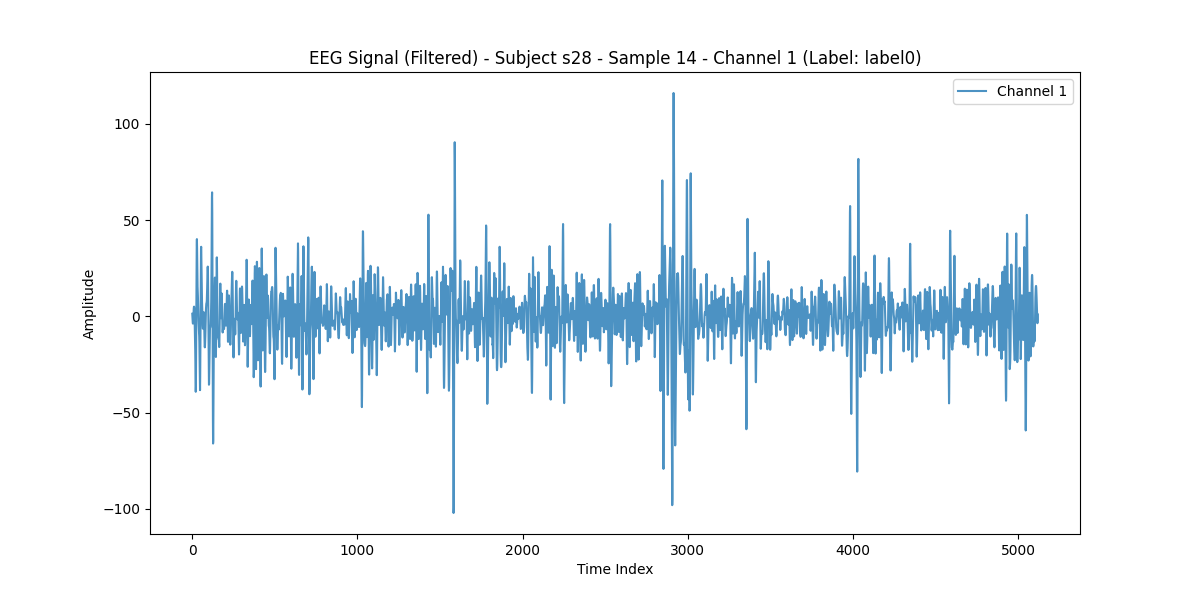 EEG Signal (Filtered) - Subject s28 - Sample 14 - Channel 1 (Label: label0)
Channel 1
100
50
0
−50
−100
Amplitude
0 1000 2000 3000 4000 5000
Time Index